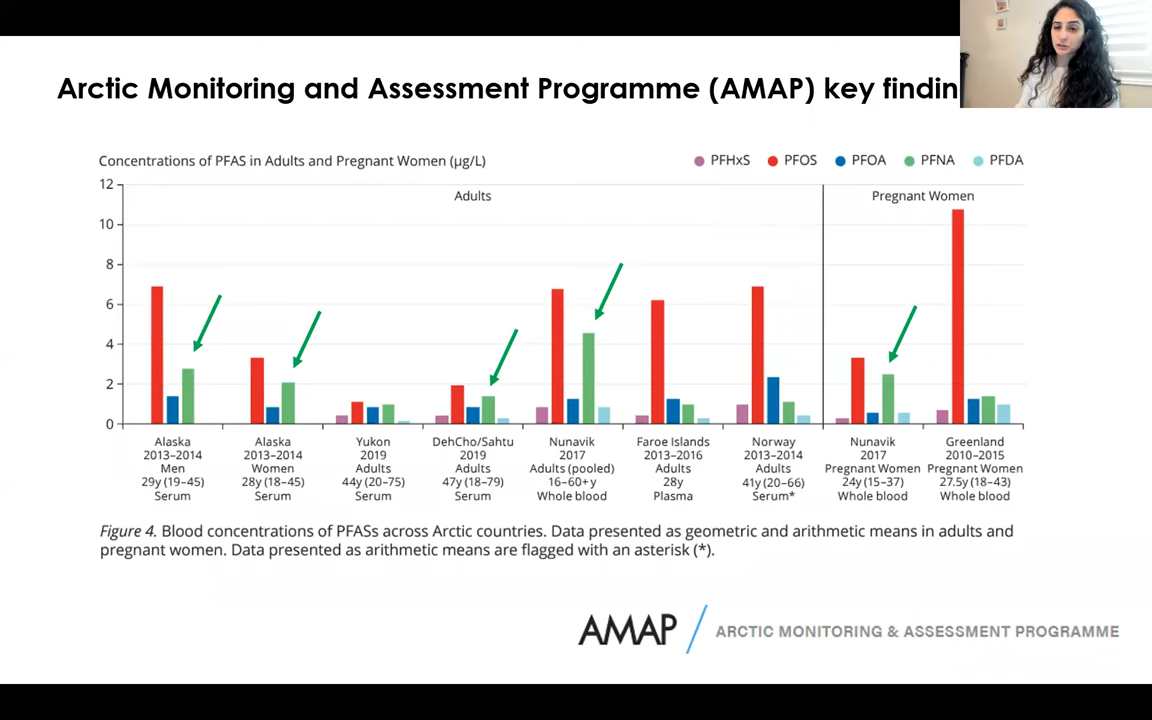 Arctic Monitoring and Assessment Programme (AMAP) key findin
Concentrations of PFAS in Adults and Pregnant Women (µg/L)
PFHxS PFOS PFOA PFNA PFDA
12
10
8
6
4
2
0
Adults
Pregnant Women
Alaska
2013–2014
Men
29y (19–45)
Serum
Alaska
2013–2014
Women
28y (18–45)
Serum
Yukon
2019
Adults
44y (20–75)
Serum
DehCho/Sahtu
2019
Adults
47y (18–79)
Serum
Nunavik
2017
Adults (pooled)
16–60+y
Whole blood
Faroe Islands
2013–2016
Adults
28y
Plasma
Norway
2013–2014
Adults
41y (20–66)
Serum*
Nunavik
2017
Pregnant Women
24y (15–37)
Whole blood
Greenland
2010–2015
Pregnant Women
27.5y (18–43)
Whole blood
Figure 4. Blood concentrations of PFASs across Arctic countries. Data presented as geometric and arithmetic means in adults and
pregnant women. Data presented as arithmetic means are flagged with an asterisk (*).
AMAP ARCTIC MONITORING & ASSESSMENT PROGRAMME